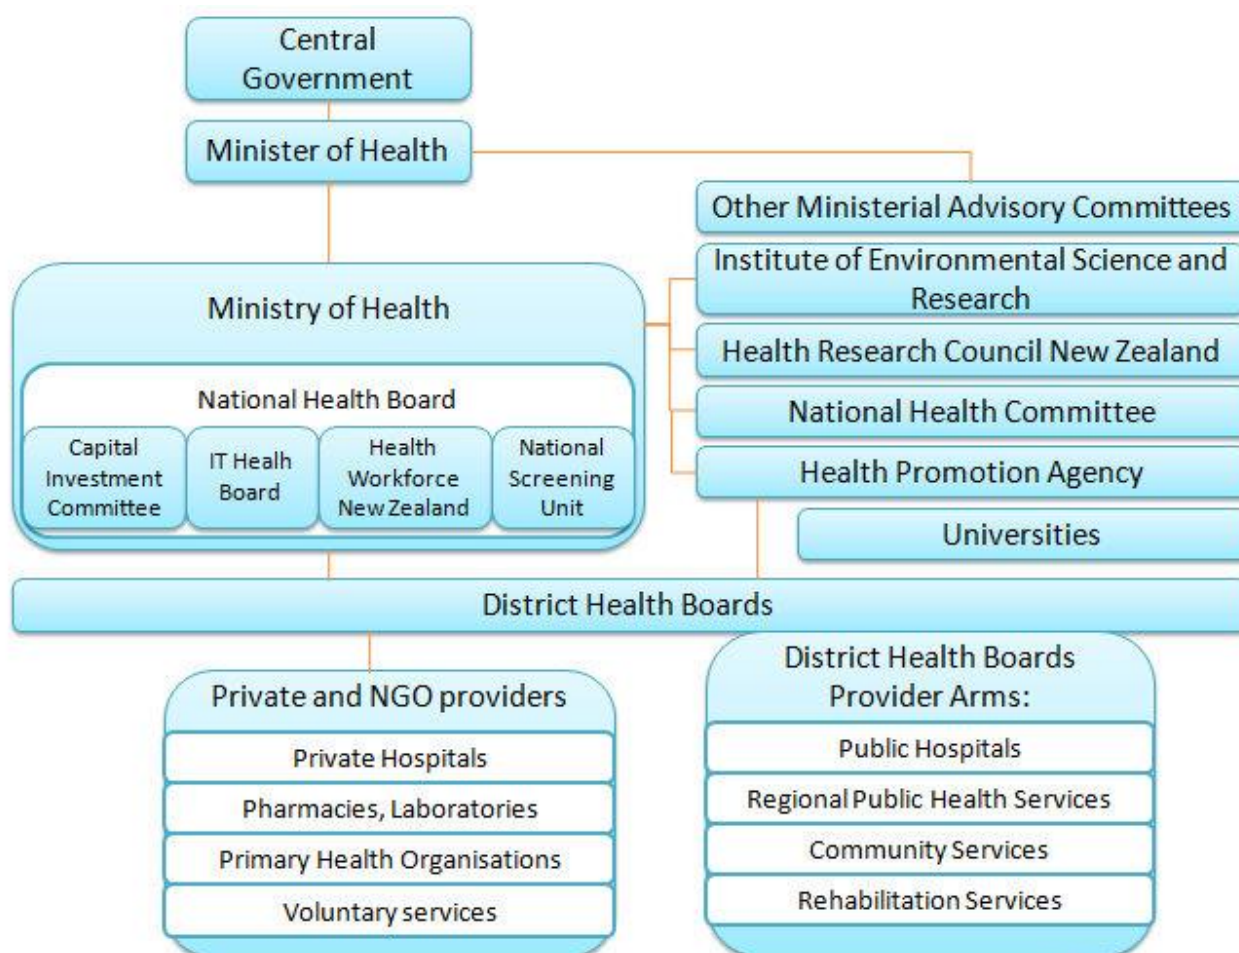 Central
Government
Minister of Health
Other Ministerial Advisory Committees
Institute of Environmental Science and
Research
Ministry of Health
Health Research Council New Zealand
National Health Board
National Health Committee
Capital
Investment
Committee
IT Healh
Board
Health
Workforce
New Zealand
National
Screening
Unit
Health Promotion Agency
Universities
District Health Boards
Private and NGO providers
Private Hospitals
Pharmacies, Laboratories
Primary Health Organisations
Voluntary services
District Health Boards
Provider Arms:
Public Hospitals
Regional Public Health Services
Community Services
Rehabilitation Services